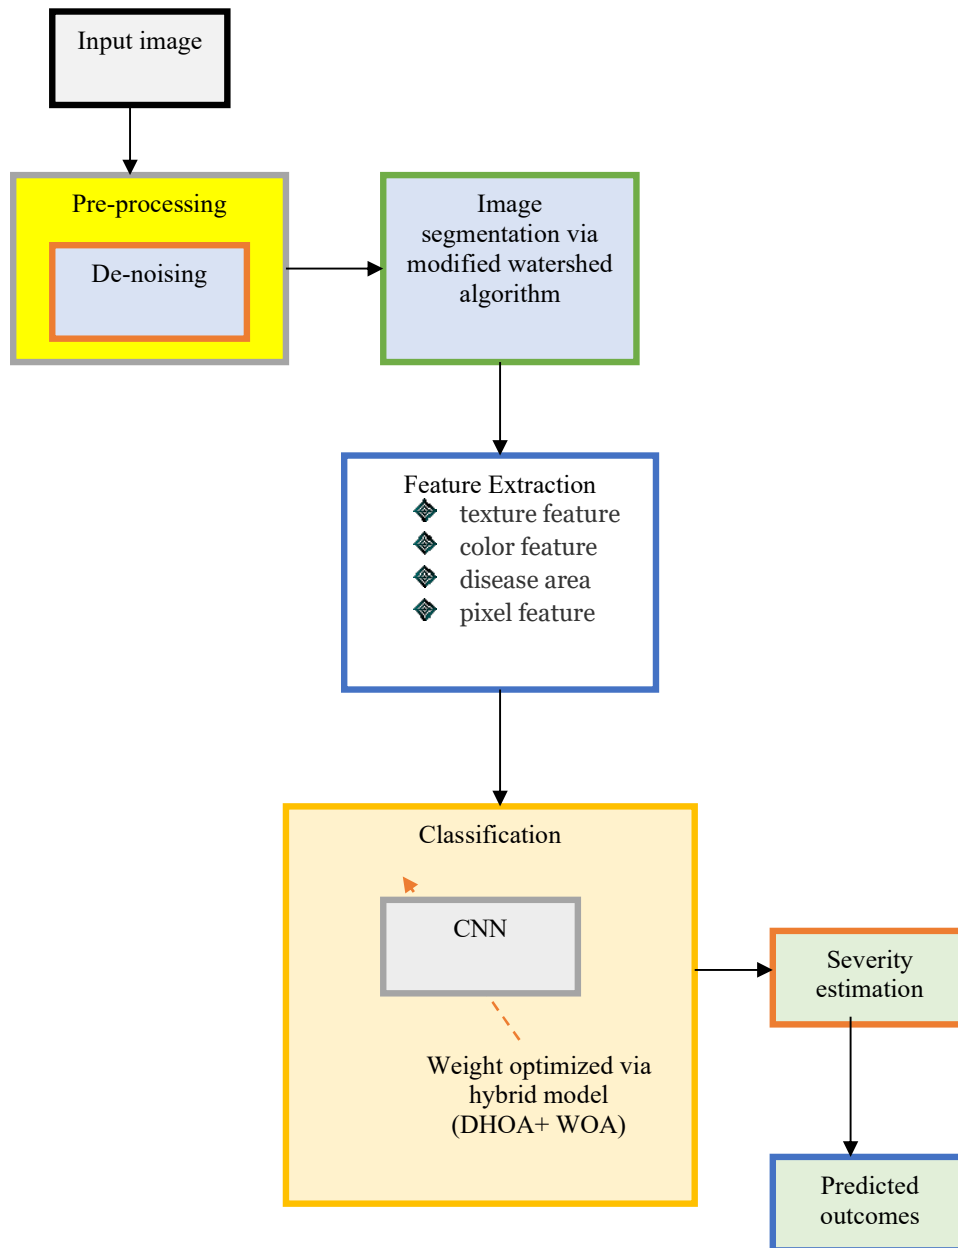 Input image
Pre-processing
De-noising
Image
segmentation via
modified watershed
algorithm
Feature Extraction
texture feature
color feature
disease area
pixel feature
Classification
CNN
Weight optimized via
hybrid model
(DHOA+ WOA)
Severity
estimation
Predicted
outcomes